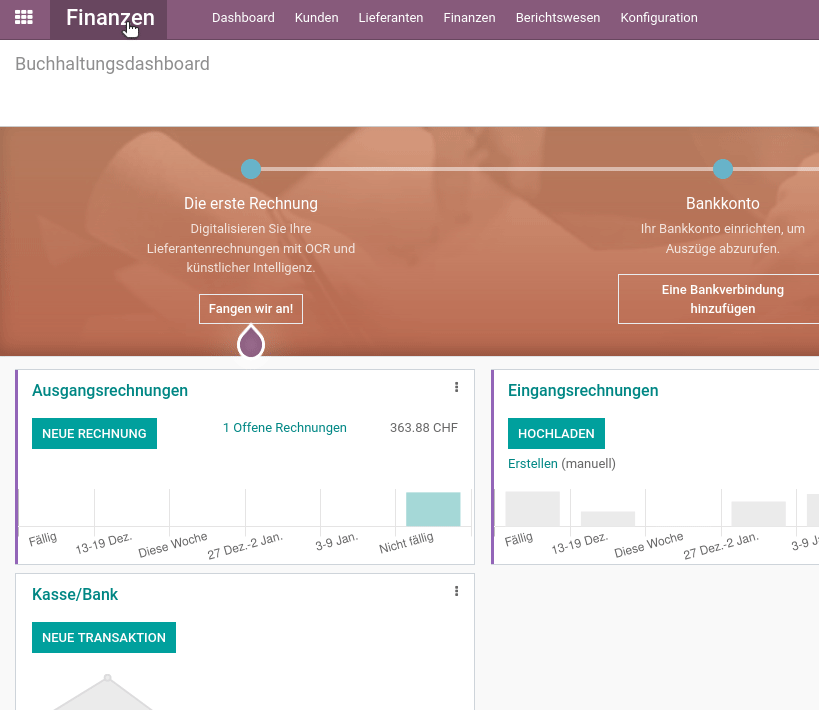 Finanzen
Dashboard Kunden Lieferanten Finanzen Berichtswesen Konfiguration
Buchhaltungsdashboard
Die erste Rechnung
Digitalisieren Sie Ihre
Lieferantenrechnungen mit OCR und
künstlicher Intelligenz.
Fangen wir an!
Bankkonto
Ihr Bankkonto einrichten, um
Auszüge abzurufen.
Eine Bankverbindung
hinzufügen
Ausgangsrechnungen
NEUE RECHNUNG
1 Offene Rechnungen 363.88 CHF
Fällig 13-19 Dez. Diese Woche 27 Dez.-2 Jan. 3-9 Jan. Nicht fällig
Eingangsrechnungen
HOCHLADEN
Erstellen (manuell)
Fällig 13-19 Dez. Diese Woche 27 Dez.-2 Jan. 3-9 J
Kasse/Bank
NEUE TRANSAKTION